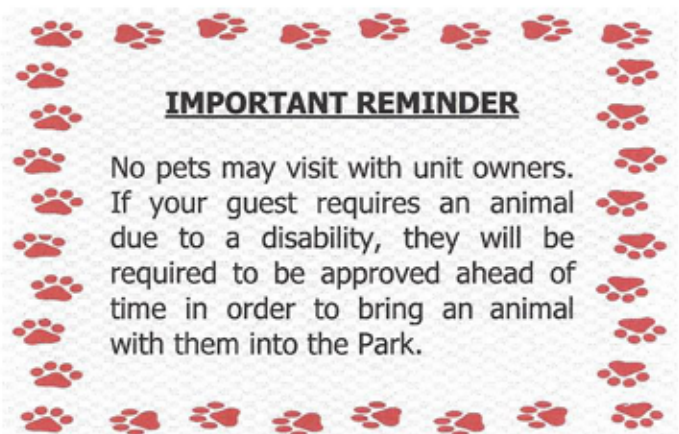 IMPORTANT REMINDER
No pets may visit with unit owners.
If your guest requires an animal
due to a disability, they will be
required to be approved ahead of
time in order to bring an animal
with them into the Park.